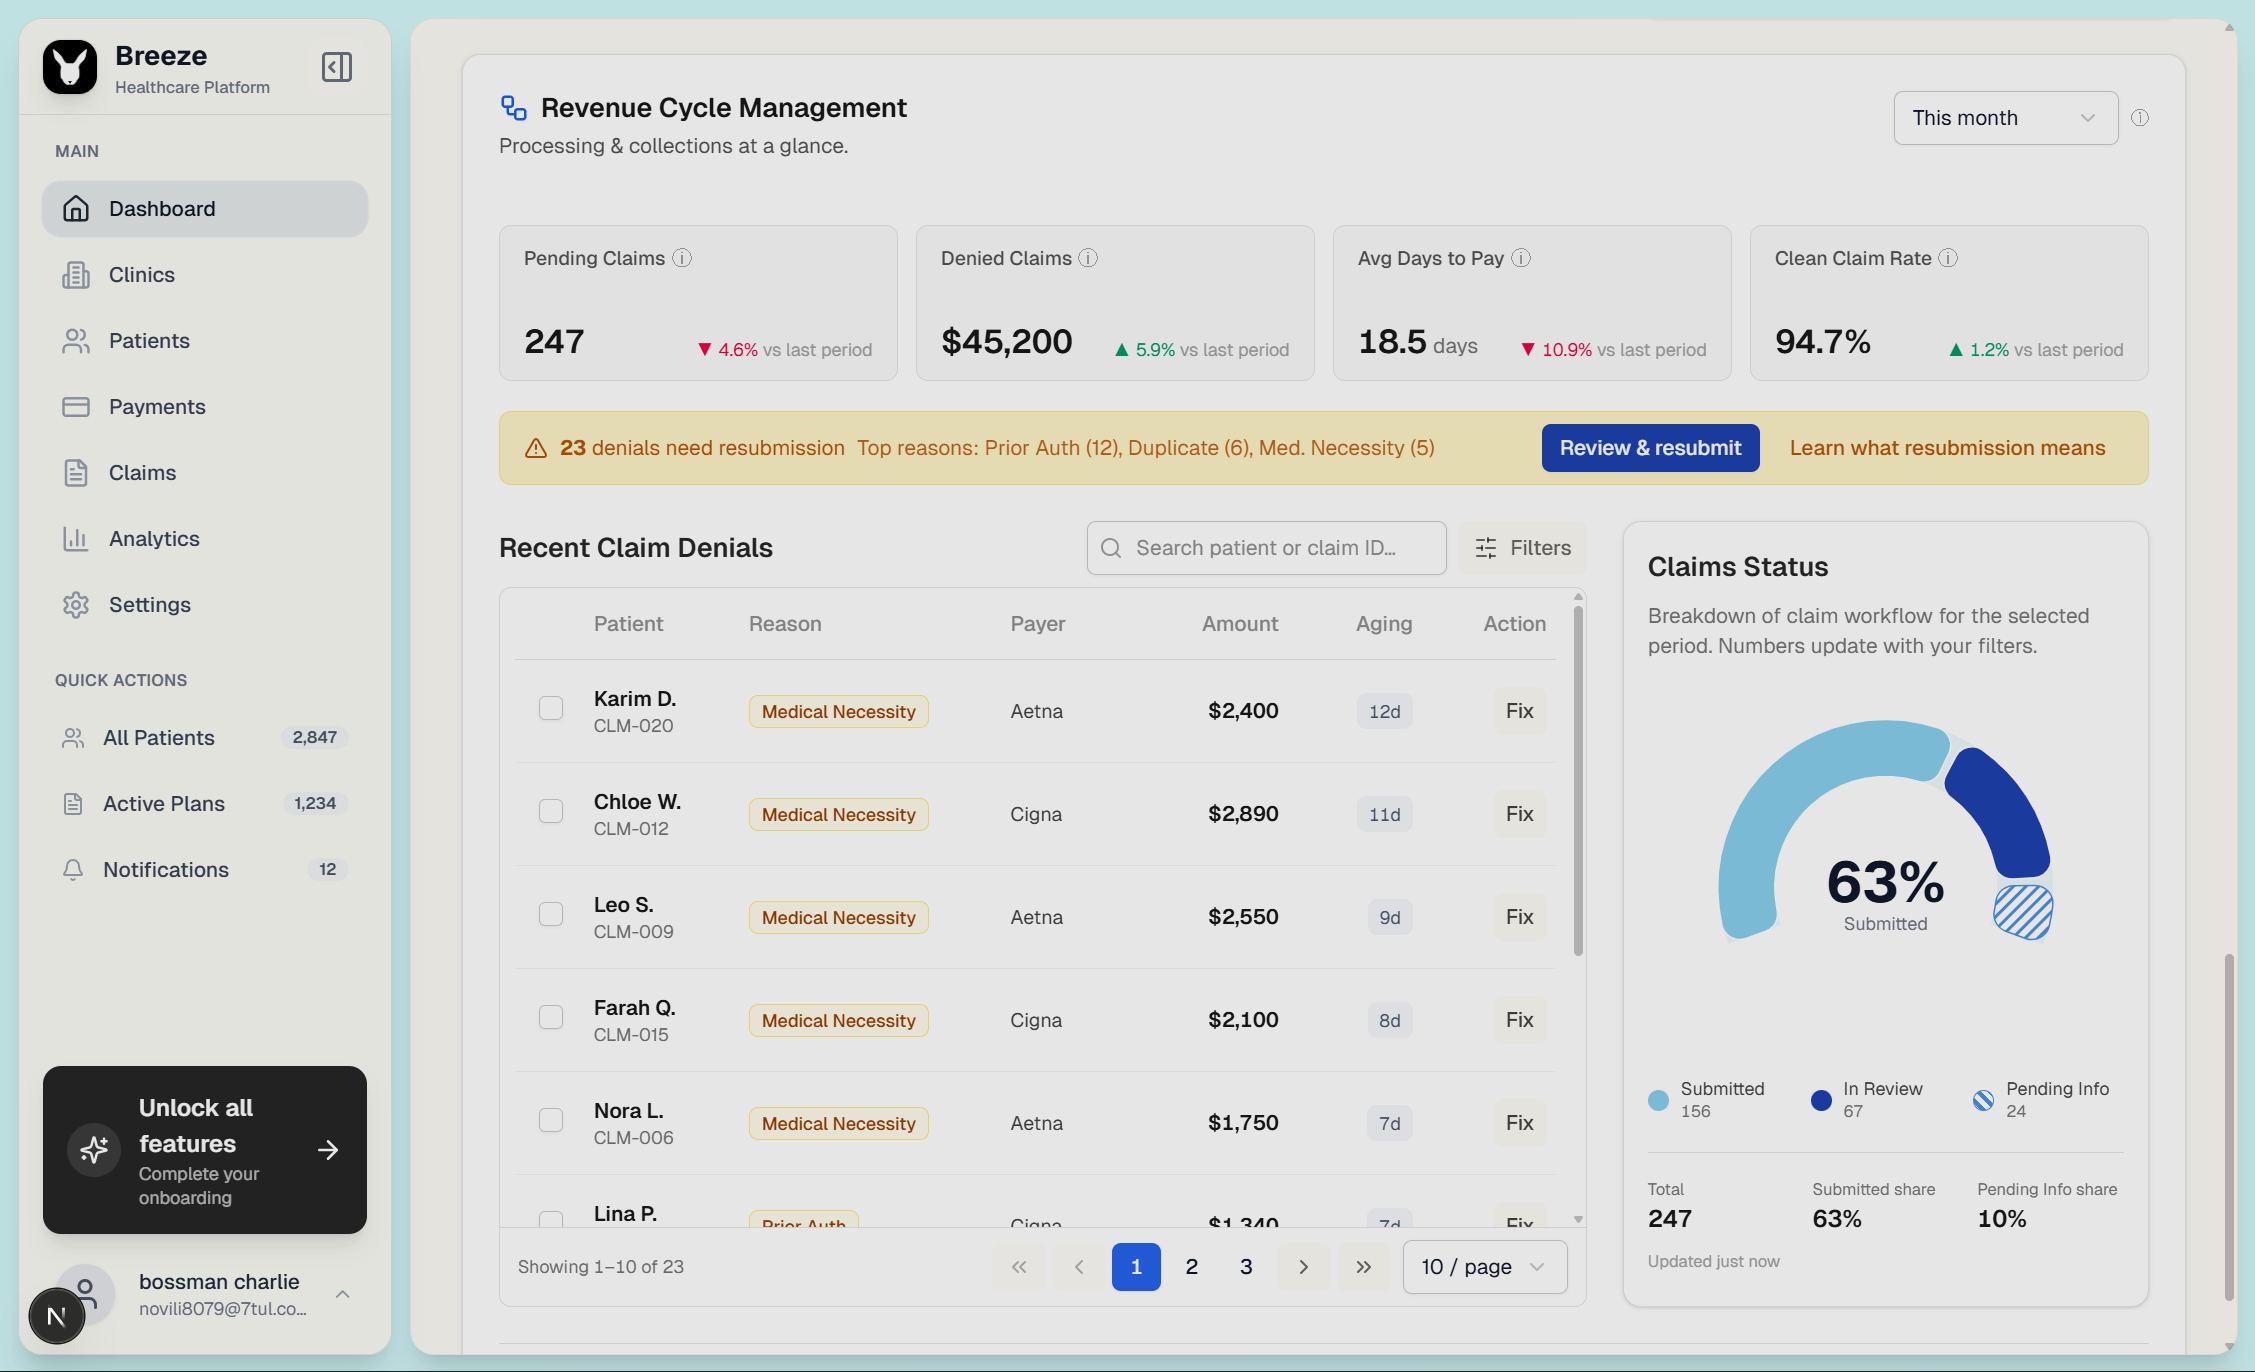 Breeze
Healthcare Platform
MAIN
Dashboard
Clinics
Patients
Payments
Claims
Analytics
Settings
QUICK ACTIONS
All Patients 2,847
Active Plans 1,234
Notifications 12
Unlock all
features
Complete your
onboarding
bossman charlie
novili8079@7tul.co...
N
Revenue Cycle Management
Processing & collections at a glance.
This month
Pending Claims
247 ▼ 4.6% vs last period
Denied Claims
$45,200 ▲ 5.9% vs last period
Avg Days to Pay
18.5 days ▼ 10.9% vs last period
Clean Claim Rate
94.7% ▲ 1.2% vs last period
23 denials need resubmission Top reasons: Prior Auth (12), Duplicate (6), Med. Necessity (5)
Review & resubmit
Learn what resubmission means
Recent Claim Denials
Search patient or claim ID...
Filters
Patient Reason Payer Amount Aging Action
Karim D.
CLM-020
Medical Necessity Aetna $2,400 12d Fix
Chloe W.
CLM-012
Medical Necessity Cigna $2,890 11d Fix
Leo S.
CLM-009
Medical Necessity Aetna $2,550 9d Fix
Farah Q.
CLM-015
Medical Necessity Cigna $2,100 8d Fix
Nora L.
CLM-006
Medical Necessity Aetna $1,750 7d Fix
Lina P.
Prior Auth Cigna $1,340 7d Fix
Showing 1–10 of 23
« ‹ 1 2 3 › »
10 / page
Claims Status
Breakdown of claim workflow for the selected
period. Numbers update with your filters.
63%
Submitted
Submitted
156
In Review
67
Pending Info
24
Total
247
Submitted share
63%
Pending Info share
10%
Updated just now